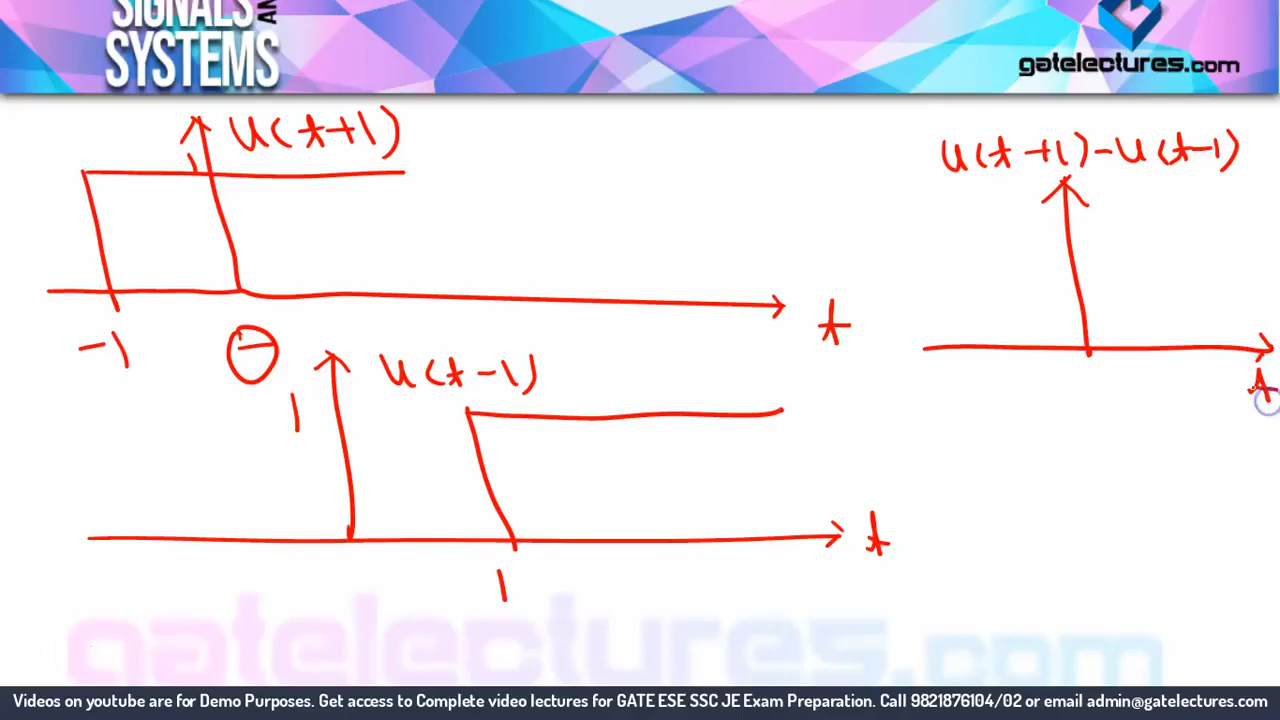 SIGNALS AND
SYSTEMS
gatelectures.com
u(t+1)
1
-1
t
u(t-1)
1
t
1
u(t+1)-u(t-1)
t
gatelectures.com
Videos on youtube are for Demo Purposes. Get access to Complete video lectures for GATE ESE SSC JE Exam Preparation. Call 9821876104/02 or email admin@gatelectures.com